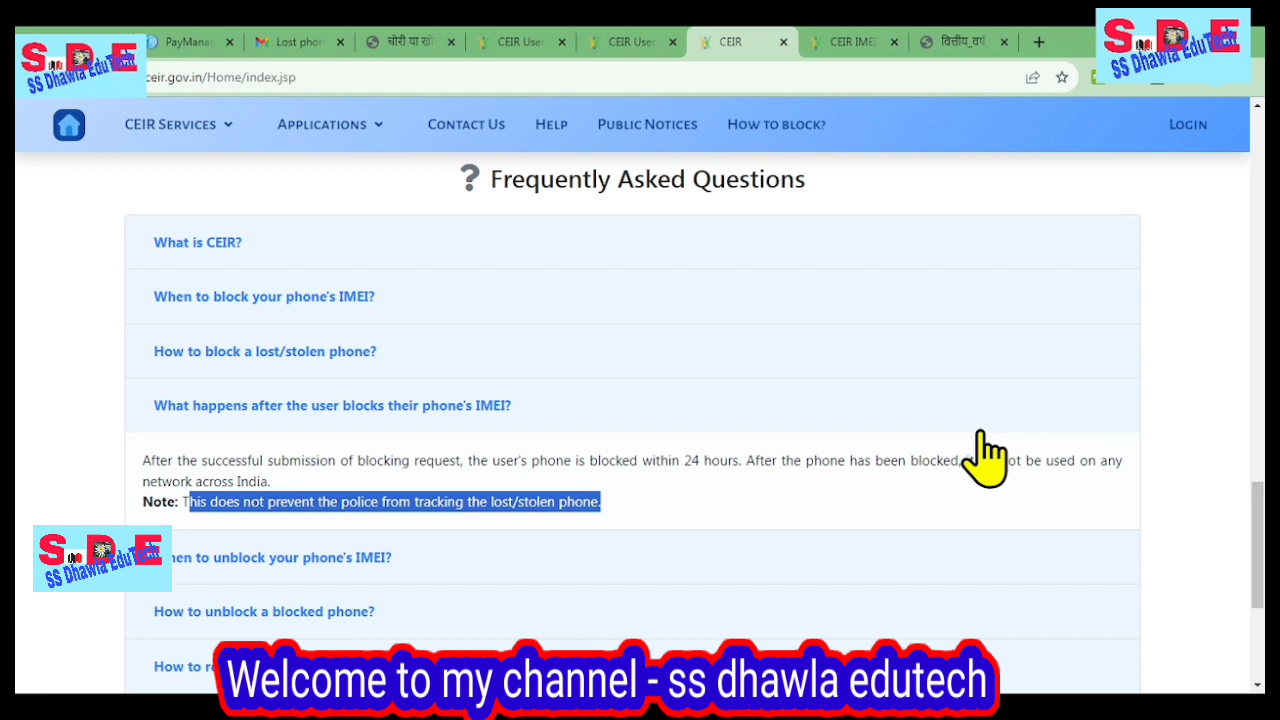 PayMana
Lost phon
चोरी या खो
CEIR User
CEIR User
CEIR
CEIR IMEI
वित्तीय_वर्ष_
S.D.E
SS Dhawla EduTech
S.D.E
SS Dhawla EduTech
ceir.gov.in/Home/index.jsp
CEIR Services
Applications
Contact Us
Help
Public Notices
How to block?
Login
? Frequently Asked Questions
What is CEIR?
When to block your phone's IMEI?
How to block a lost/stolen phone?
What happens after the user blocks their phone's IMEI?
After the successful submission of blocking request, the user's phone is blocked within 24 hours. After the phone has been blocked, ot be used on any
network across India.
Note: This does not prevent the police from tracking the lost/stolen phone.
S.D.E
SS Dhawla EduTech
hen to unblock your phone's IMEI?
How to unblock a blocked phone?
How to re
Welcome to my channel - ss dhawla edutech